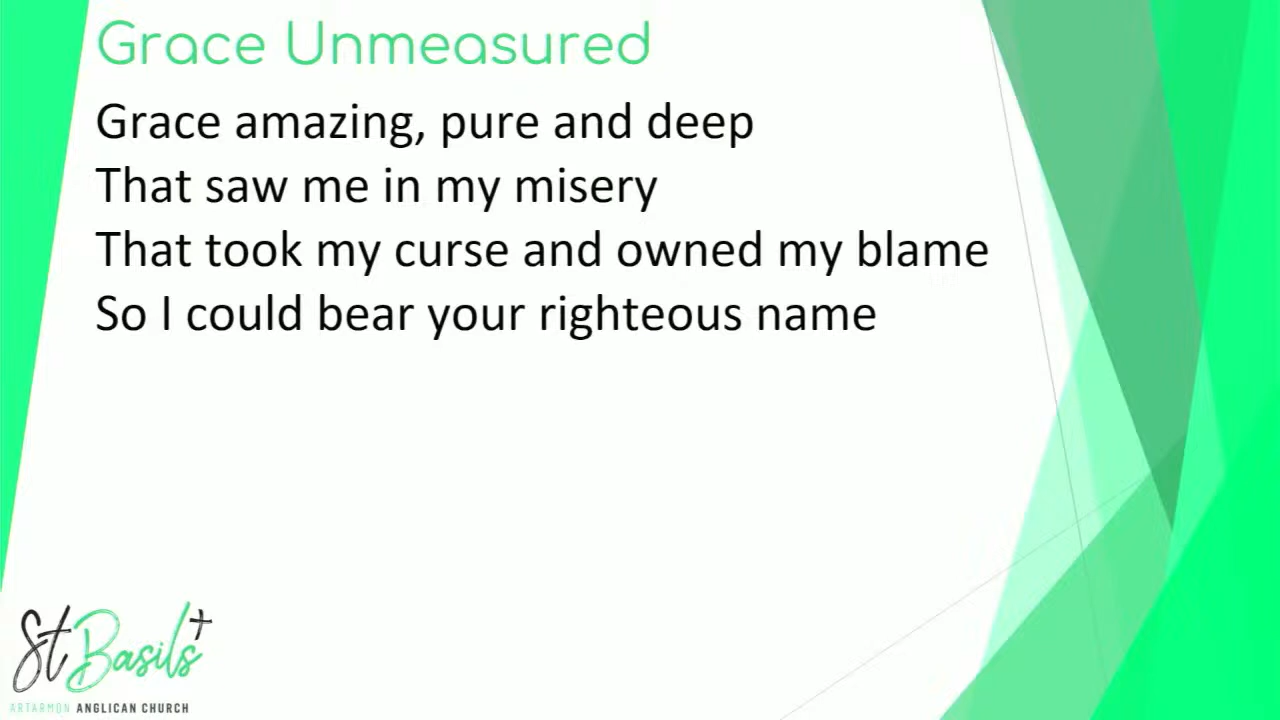 Grace Unmeasured
Grace amazing, pure and deep
That saw me in my misery
That took my curse and owned my blame
So I could bear your righteous name
St Basils
ARTARMON ANGLICAN CHURCH